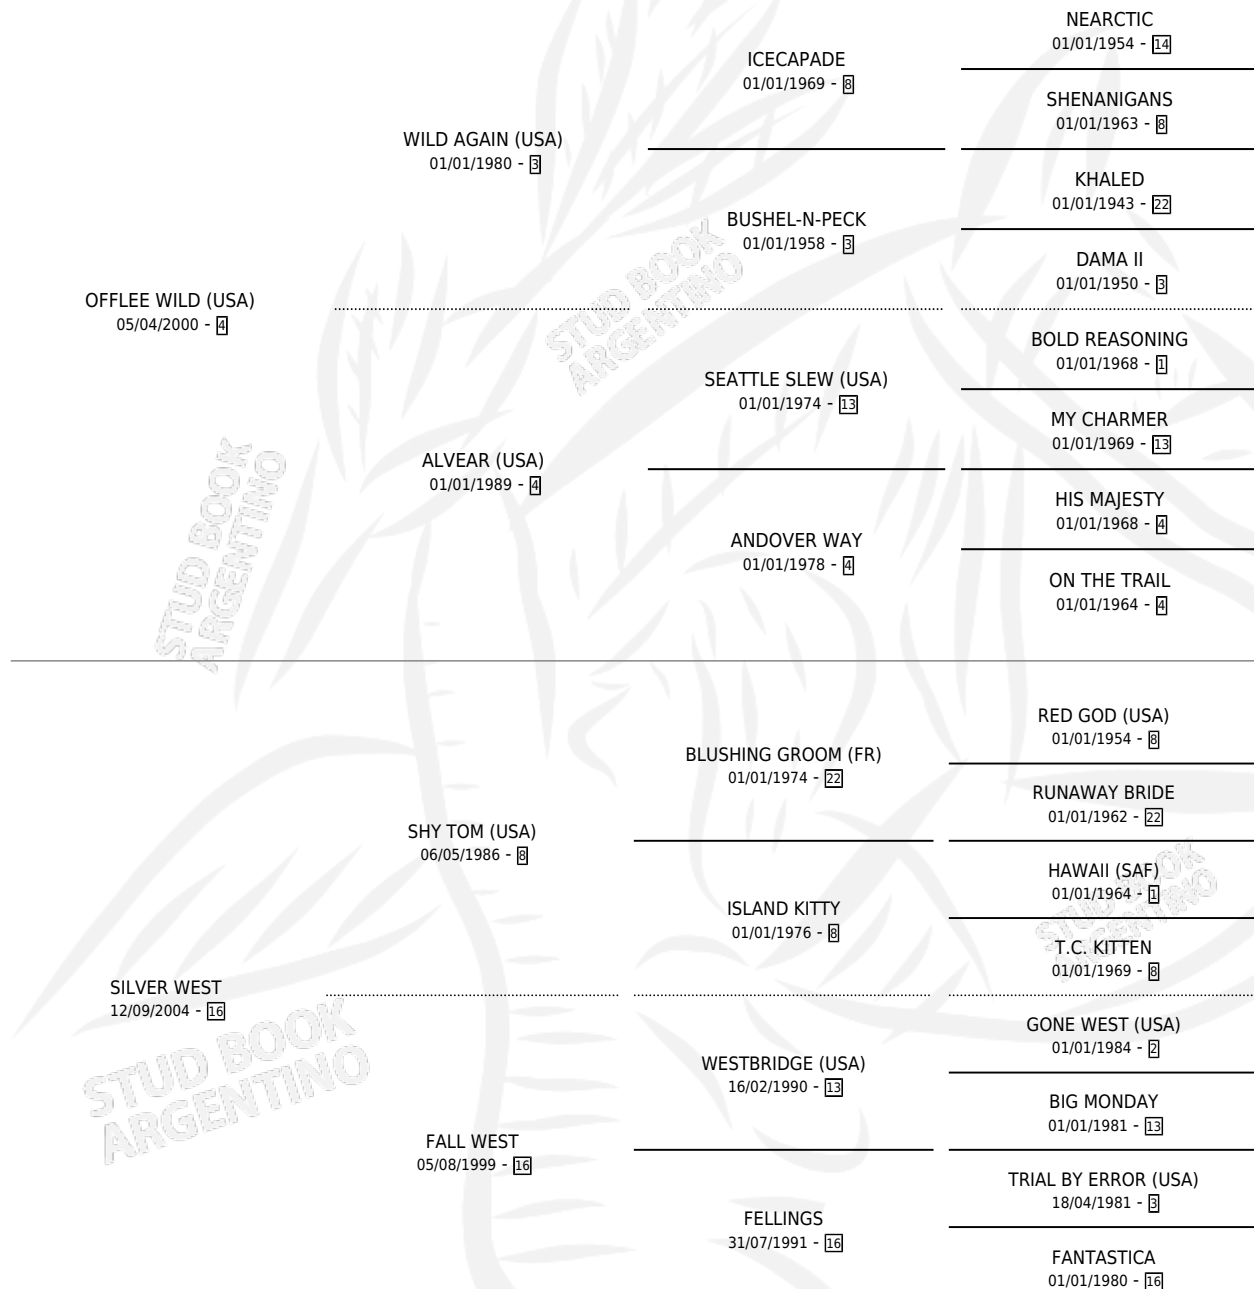 NEARCTIC
01/01/1954 - 14
ICECAPADE
01/01/1969 - 8
SHENANIGANS
01/01/1963 - 8
WILD AGAIN (USA)
01/01/1980 - 3
KHALED
01/01/1943 - 22
BUSHEL-N-PECK
01/01/1958 - 3
DAMA II
01/01/1950 - 3
OFFLEE WILD (USA)
05/04/2000 - 4
STUD BOOK
ARGENTINO
BOLD REASONING
01/01/1968 - 1
SEATTLE SLEW (USA)
01/01/1974 - 13
MY CHARMER
01/01/1969 - 13
ALVEAR (USA)
01/01/1989 - 4
HIS MAJESTY
01/01/1968 - 4
ANDOVER WAY
01/01/1978 - 4
ON THE TRAIL
01/01/1964 - 4
STUD BOOK
ARGENTINO
RED GOD (USA)
01/01/1954 - 8
BLUSHING GROOM (FR)
01/01/1974 - 22
RUNAWAY BRIDE
01/01/1962 - 22
SHY TOM (USA)
06/05/1986 - 8
HAWAII (SAF)
01/01/1964 - 1
ISLAND KITTY
01/01/1976 - 8
STUD BOOK
ARGENTINO
T.C. KITTEN
01/01/1969 - 8
SILVER WEST
12/09/2004 - 16
STUD BOOK
ARGENTINO
GONE WEST (USA)
01/01/1984 - 2
WESTBRIDGE (USA)
16/02/1990 - 13
BIG MONDAY
01/01/1981 - 13
FALL WEST
05/08/1999 - 16
TRIAL BY ERROR (USA)
18/04/1981 - 3
FELLINGS
31/07/1991 - 16
FANTASTICA
01/01/1980 - 16